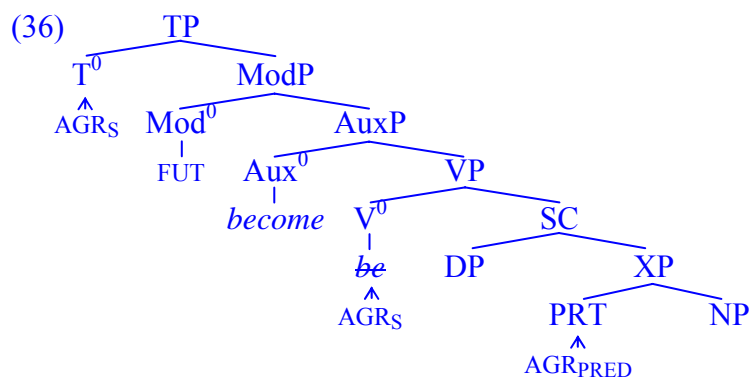 (36) TP
T⁰ ModP
AGRS Mod⁰ AuxP
FUT Aux⁰ VP
become V⁰ SC
be DP XP
AGRS PRT NP
AGRPRED